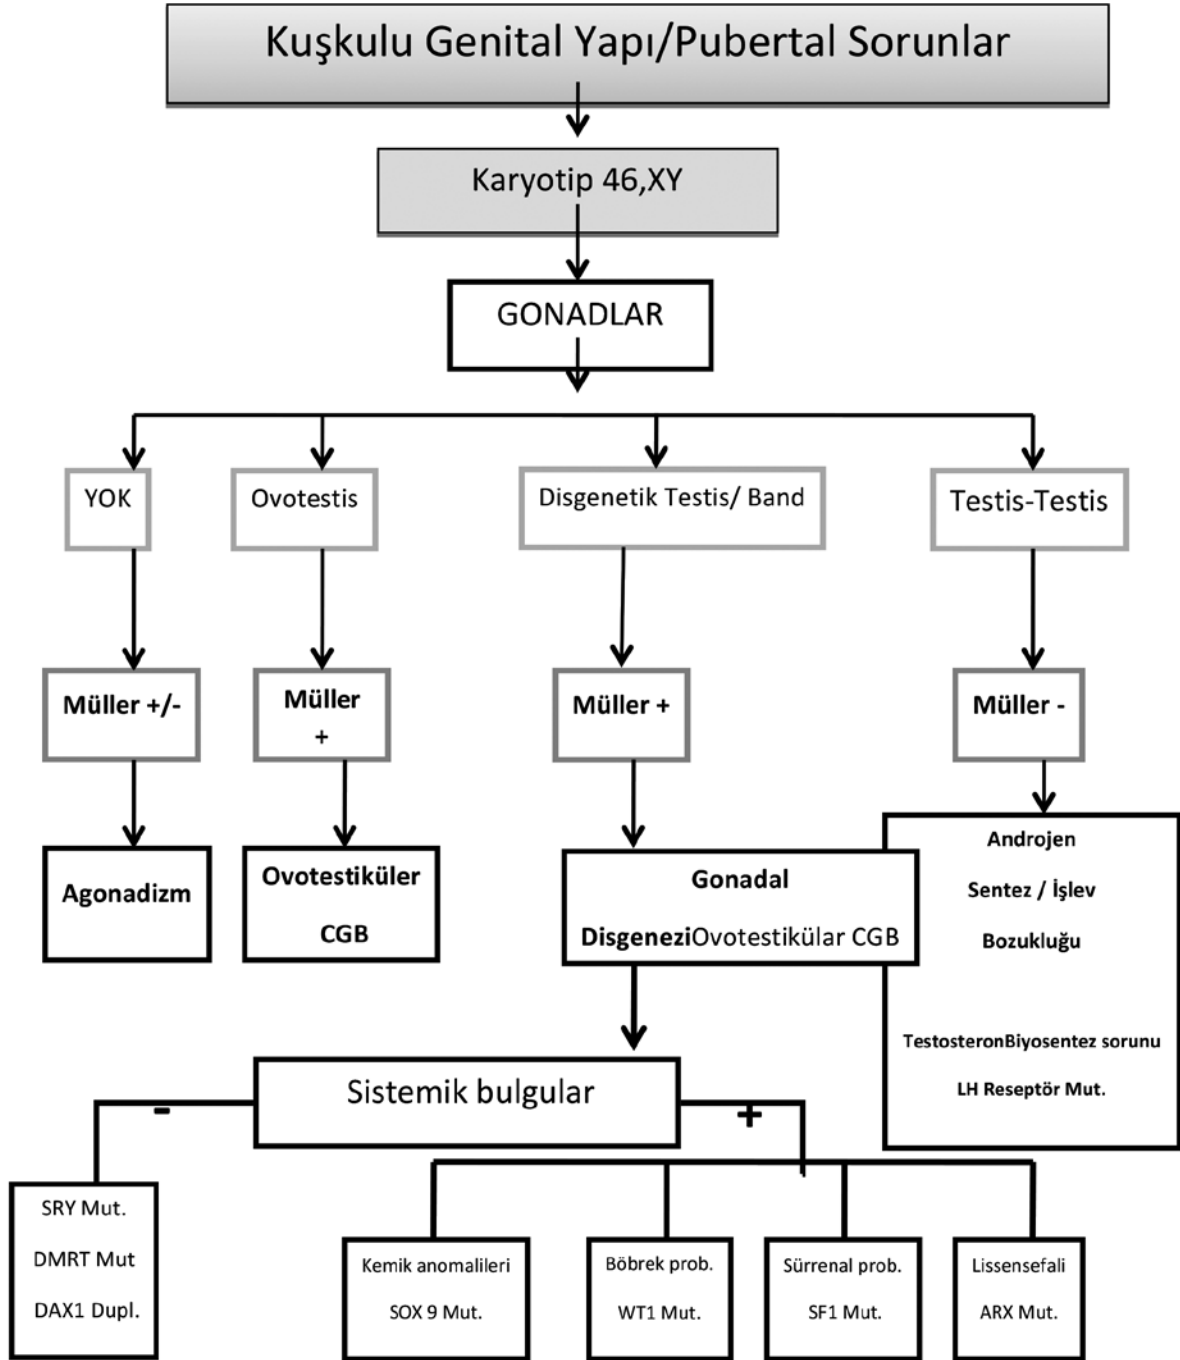 Kuşkulu Genital Yapı/Pubertal Sorunlar
Karyotip 46,XY
GONADLAR
YOK
Ovotestis
Disgenetik Testis/ Band
Testis-Testis
Müller +/-
Müller
+
Müller +
Müller -
Agonadizm
Ovotestiküler
CGB
Gonadal
DisgeneziOvotestikülar CGB
Androjen
Sentez / İşlev
Bozukluğu
TestosteronBiyosentez sorunu
LH Reseptör Mut.
Sistemik bulgular
-
+
SRY Mut.
DMRT Mut
DAX1 Dupl.
Kemik anomalileri
SOX 9 Mut.
Böbrek prob.
WT1 Mut.
Sürrenal prob.
SF1 Mut.
Lissensefali
ARX Mut.